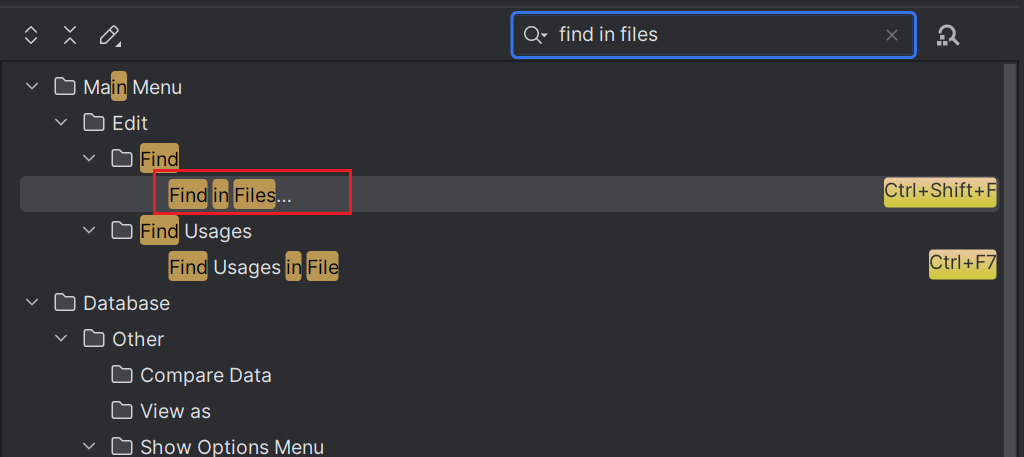 find in files
Main Menu
Edit
Find
Find in Files... Ctrl+Shift+F
Find Usages
Find Usages in File Ctrl+F7
Database
Other
Compare Data
View as
Show Options Menu